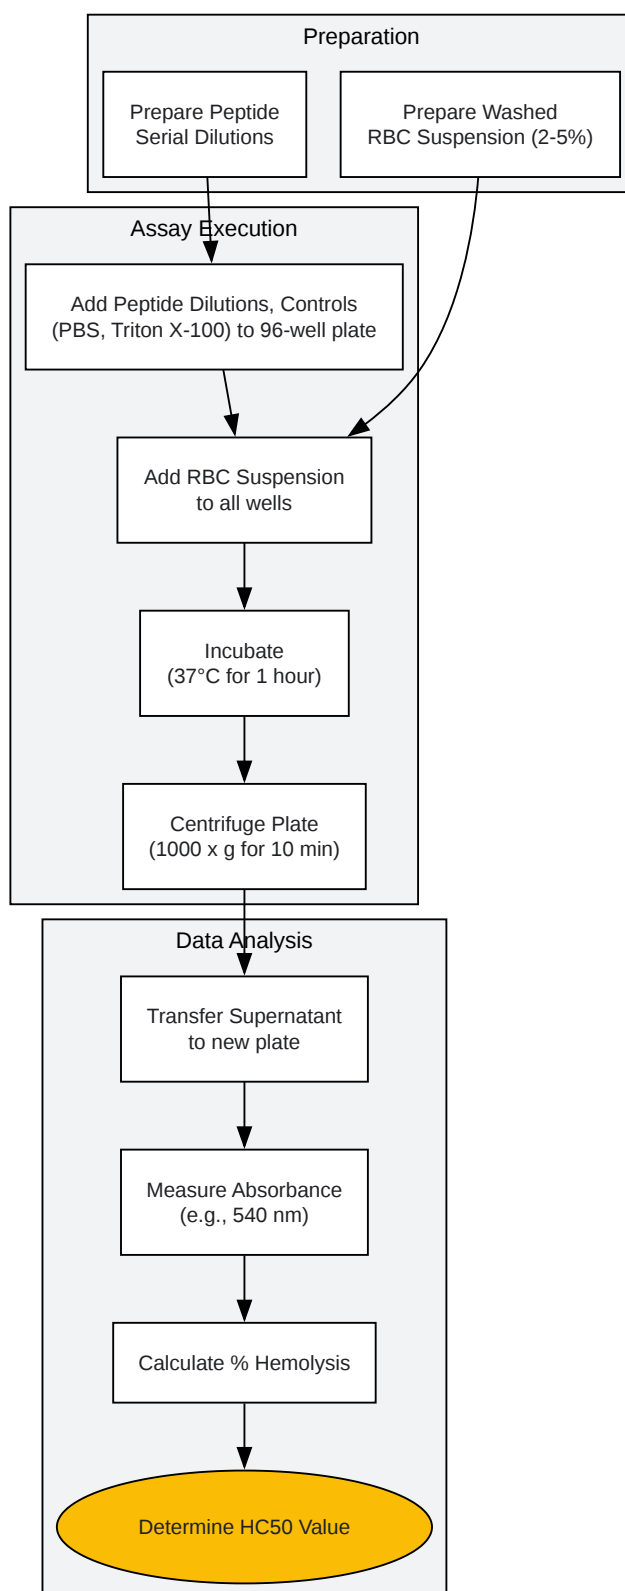 Preparation
Prepare Peptide
Serial Dilutions
Prepare Washed
RBC Suspension (2-5%)
Assay Execution
Add Peptide Dilutions, Controls
(PBS, Triton X-100) to 96-well plate
Add RBC Suspension
to all wells
Incubate
(37°C for 1 hour)
Centrifuge Plate
(1000 x g for 10 min)
Data Analysis
Transfer Supernatant
to new plate
Measure Absorbance
(e.g., 540 nm)
Calculate % Hemolysis
Determine HC50 Value